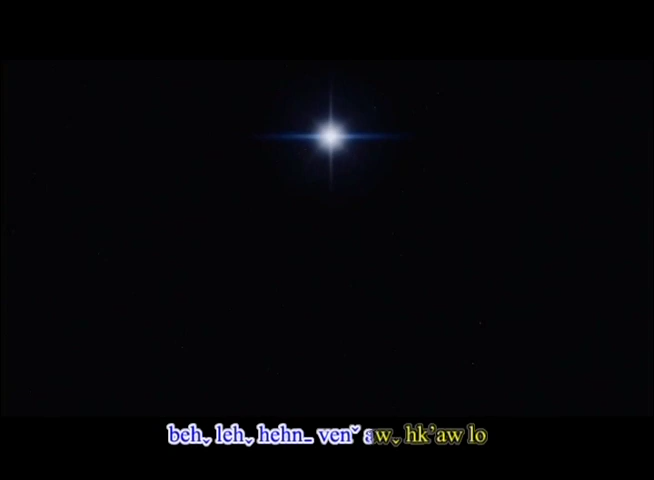 beh ˬ leh ˬ hehn ˍ ven ˇ aw ˬ hk’aw lo